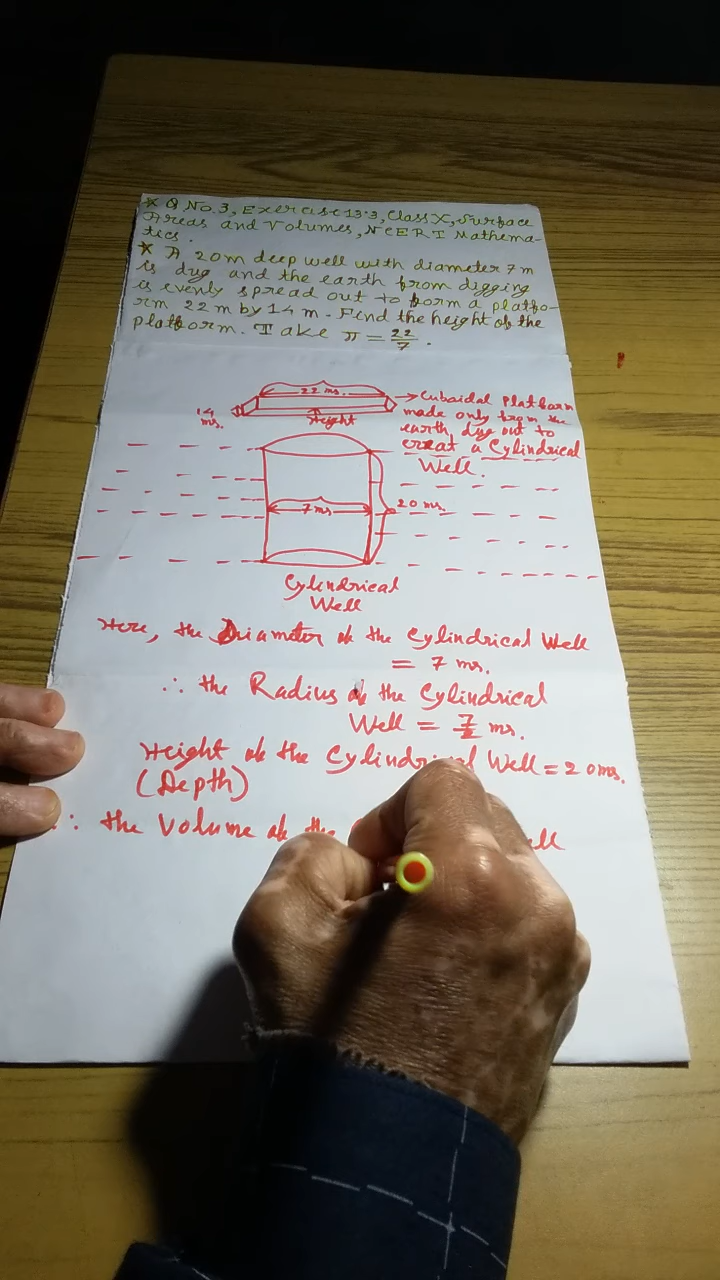 * Q No. 3, Exercise 13.3, Class X, Surface
Areas and Volumes, NCERT Mathema-
tics.
* A 20m deep well with diameter 7 m
is dug and the earth from digging
is evenly spread out to form a platfo-
rm 22 m by 14 m. Find the height of the
platform. Take π = 22/7.
22 ms.
14
ms.
Height
→ Cuboidal Platform
made only from the
earth dug out to
creat a Cylindrical
Well.
7 ms
20 ms.
Cylindrical
Well
Here, the Diameter of the Cylindrical Well
= 7 ms.
∴ the Radius of the Cylindrical
Well = 7/2 ms.
Height of the Cylindrical Well = 20 ms.
(Depth)
∴ the Volume of the